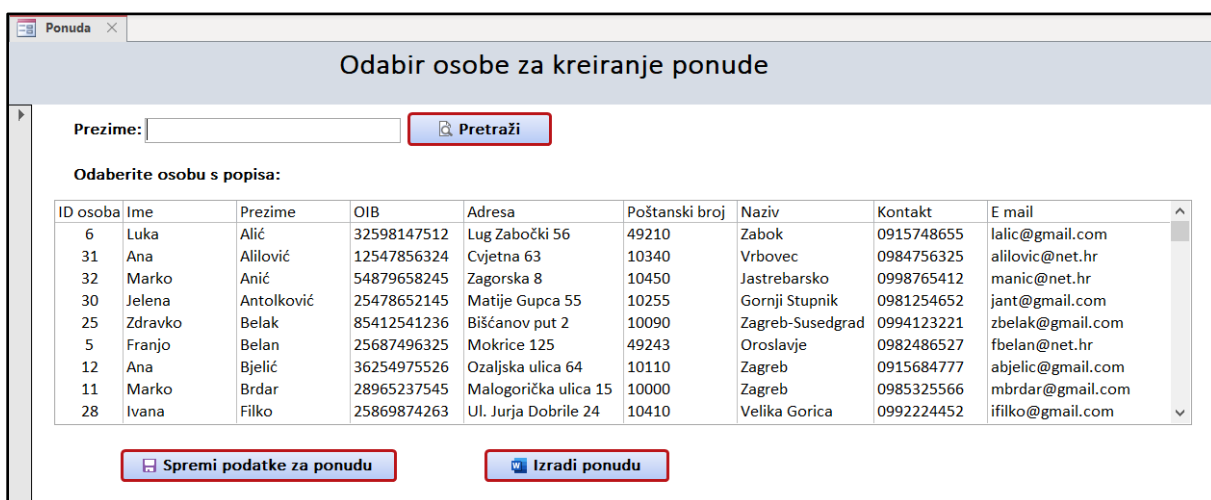 Ponuda
Odabir osobe za kreiranje ponude
Prezime: Pretraži
Odaberite osobu s popisa:
ID osoba Ime Prezime OIB Adresa Poštanski broj Naziv Kontakt E mail
6 Luka Alić 32598147512 Lug Zabočki 56 49210 Zabok 0915748655 lalic@gmail.com
31 Ana Alilović 12547856324 Cvjetna 63 10340 Vrbovec 0984756325 alilovic@net.hr
32 Marko Anić 54879658245 Zagorska 8 10450 Jastrebarsko 0998765412 manic@net.hr
30 Jelena Antolković 25478652145 Matije Gupca 55 10255 Gornji Stupnik 0981254652 jant@gmail.com
25 Zdravko Belak 85412541236 Bišćanov put 2 10090 Zagreb-Susedgrad 0994123221 zbelak@gmail.com
5 Franjo Belan 25687496325 Mokrice 125 49243 Oroslavje 0982486527 fbelan@net.hr
12 Ana Bjelić 36254975526 Ozaljska ulica 64 10110 Zagreb 0915684777 abjelic@gmail.com
11 Marko Brdar 28965237545 Malogorička ulica 15 10000 Zagreb 0985325566 mbrdar@gmail.com
28 Ivana Filko 25869874263 Ul. Jurja Dobrile 24 10410 Velika Gorica 0992224452 ifilko@gmail.com
Spremi podatke za ponudu Izradi ponudu